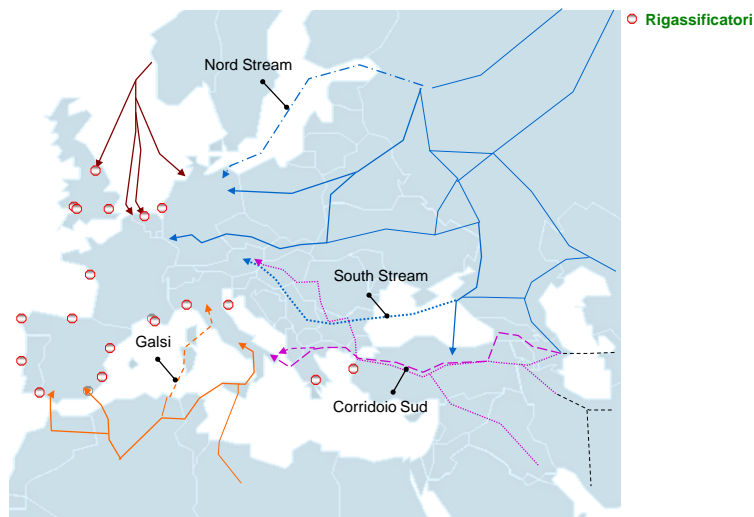 Rigassificatori
Nord Stream
South Stream
Galsi
Corridoio Sud